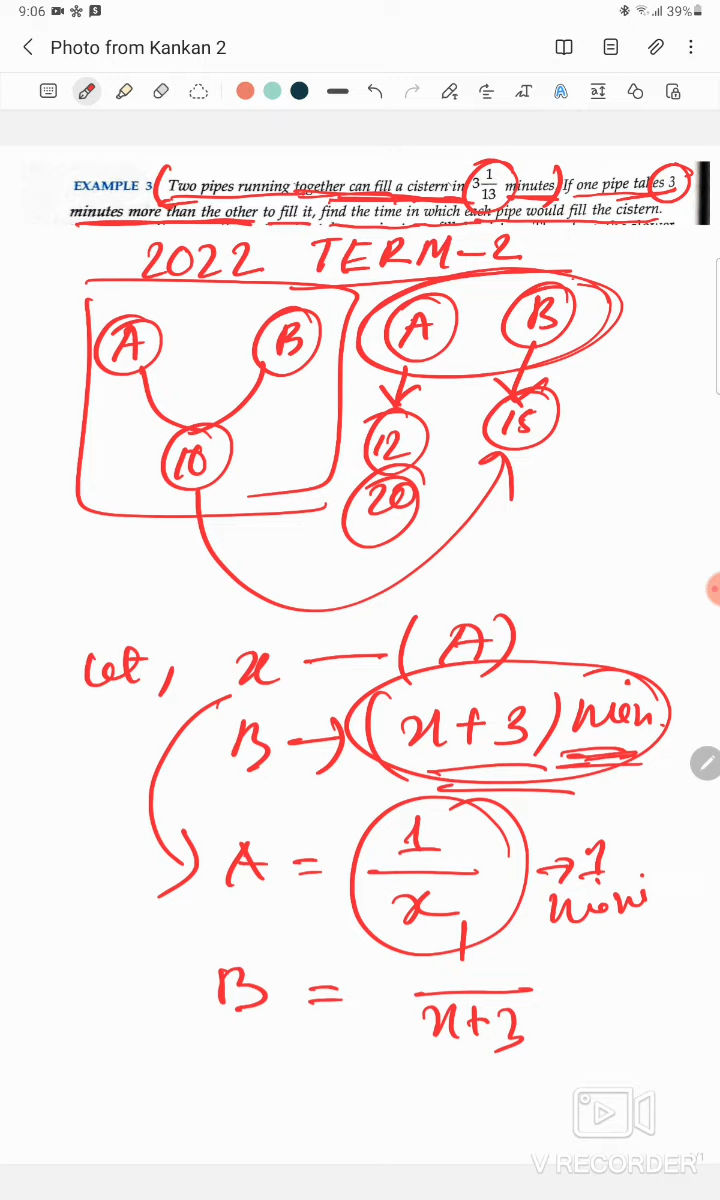 9:06 39%
Photo from Kankan 2
EXAMPLE 3 Two pipes running together can fill a cistern in 3 1/13 minutes. If one pipe takes 3
minutes more than the other to fill it, find the time in which each pipe would fill the cistern.
2022 TERM-2
A B A B
10 12 15
20
Let, x — (A)
B → (x+3) min.
A = 1/x → 1
min
B = 1/x+3
V RECORDER
1/1